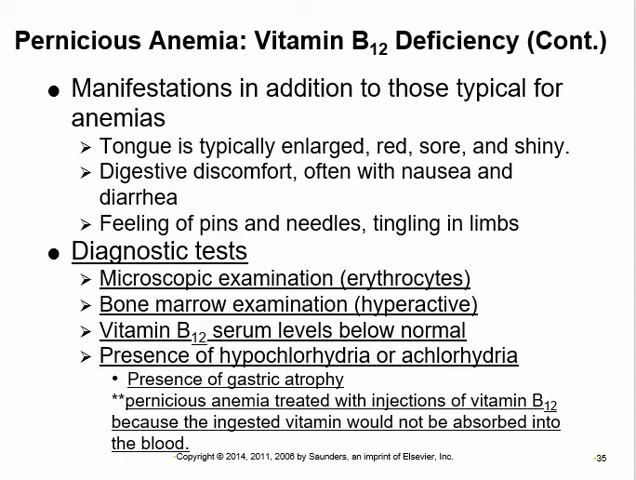 Pernicious Anemia: Vitamin B12 Deficiency (Cont.)
● Manifestations in addition to those typical for
anemias
➢ Tongue is typically enlarged, red, sore, and shiny.
➢ Digestive discomfort, often with nausea and
diarrhea
➢ Feeling of pins and needles, tingling in limbs
● Diagnostic tests
➢ Microscopic examination (erythrocytes)
➢ Bone marrow examination (hyperactive)
➢ Vitamin B12 serum levels below normal
➢ Presence of hypochlorhydria or achlorhydria
• Presence of gastric atrophy
**pernicious anemia treated with injections of vitamin B12
because the ingested vitamin would not be absorbed into
the blood.
Copyright © 2014, 2011, 2006 by Saunders, an imprint of Elsevier, Inc.
35